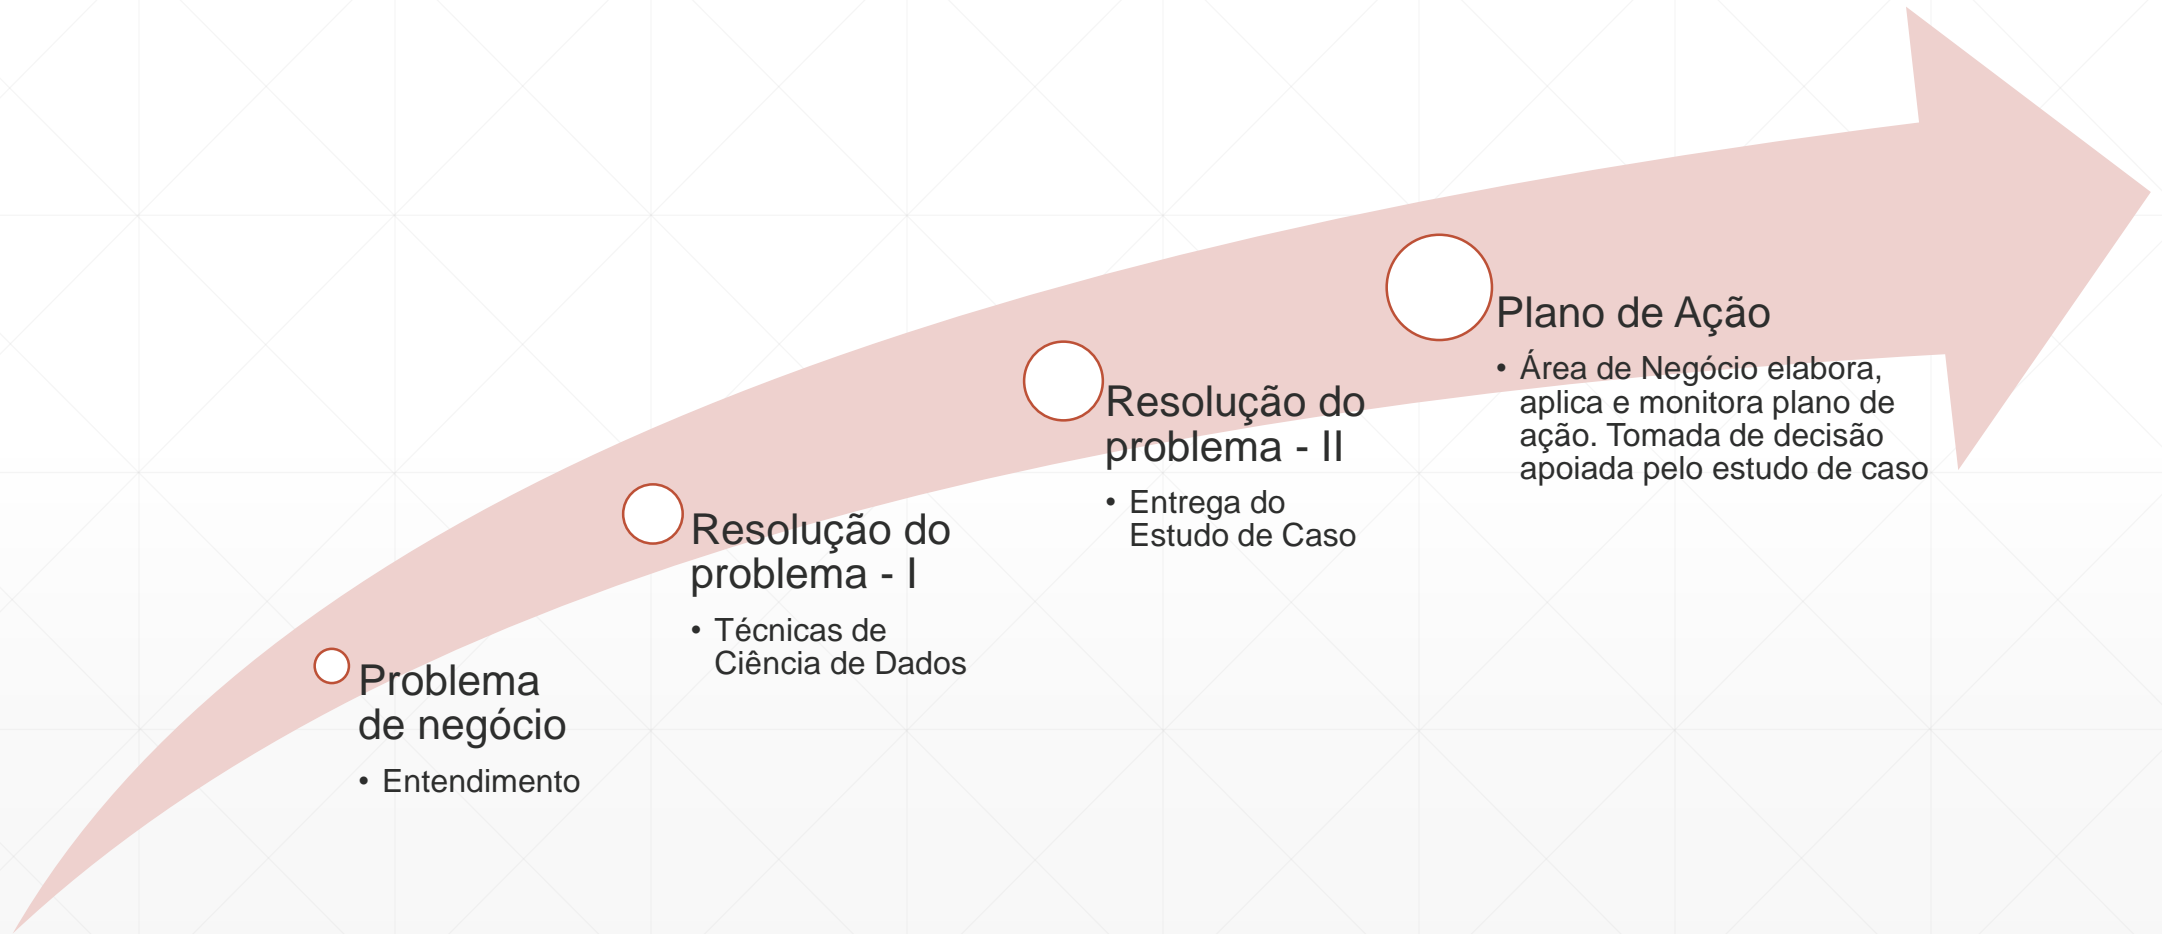 Problema
de negócio
• Entendimento
Resolução do
problema - I
• Técnicas de
Ciência de Dados
Resolução do
problema - II
• Entrega do
Estudo de Caso
Plano de Ação
• Área de Negócio elabora,
aplica e monitora plano de
ação. Tomada de decisão
apoiada pelo estudo de caso